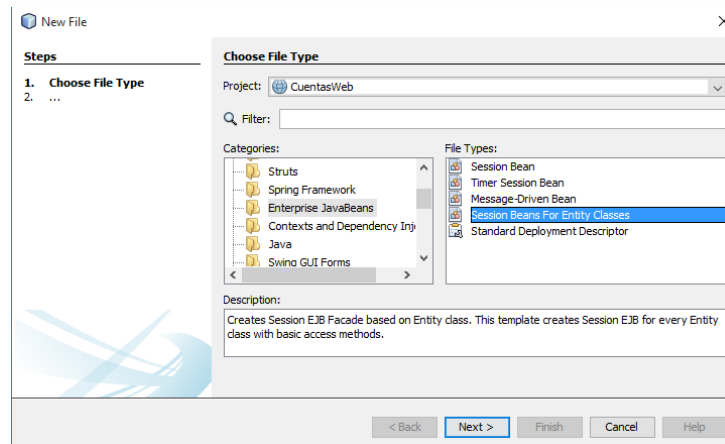 New File
Steps
1. Choose File Type
2. ...
Choose File Type
Project: CuentasWeb
Filter:
Categories:
Struts
Spring Framework
Enterprise JavaBeans
Contexts and Dependency Inj
Java
Swing GUI Forms
File Types:
Session Bean
Timer Session Bean
Message-Driven Bean
Session Beans For Entity Classes
Standard Deployment Descriptor
Description:
Creates Session EJB Facade based on Entity class. This template creates Session EJB for every Entity
class with basic access methods.
< Back Next > Finish Cancel Help